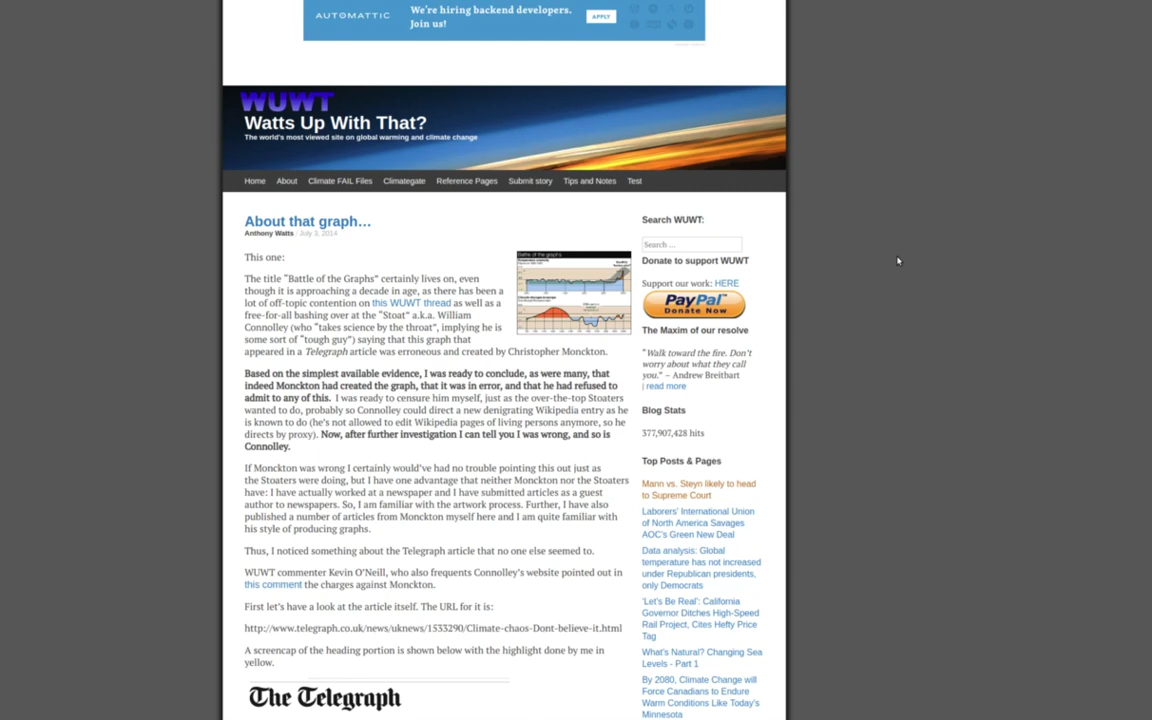 AUTOMATTIC
We're hiring backend developers.
Join us!
APPLY
WUWT
Watts Up With That?
The world's most viewed site on global warming and climate change
Home About Climate FAIL Files Climategate Reference Pages Submit story Tips and Notes Test
About that graph…
Anthony Watts / July 3, 2014
This one:
The title “Battle of the Graphs” certainly lives on, even
though it is approaching a decade in age, as there has been a
lot of off-topic contention on this WUWT thread as well as a
free-for-all bashing over at the “Stoat” a.k.a. William
Connolley (who “takes science by the throat”, implying he is
some sort of “tough guy”) saying that this graph that
appeared in a Telegraph article was erroneous and created by Christopher Monckton.
Battle of the graphs
Based on the simplest available evidence, I was ready to conclude, as were many, that
indeed Monckton had created the graph, that it was in error, and that he had refused to
admit to any of this. I was ready to censure him myself, just as the over-the-top Stoaters
wanted to do, probably so Connolley could direct a new denigrating Wikipedia entry as he
is known to do (he's not allowed to edit Wikipedia pages of living persons anymore, so he
directs by proxy). Now, after further investigation I can tell you I was wrong, and so is
Connolley.
If Monckton was wrong I certainly would've had no trouble pointing this out just as
the Stoaters were doing, but I have one advantage that neither Monckton nor the Stoaters
have: I have actually worked at a newspaper and I have submitted articles as a guest
author to newspapers. So, I am familiar with the artwork process. Further, I have also
published a number of articles from Monckton myself here and I am quite familiar with
his style of producing graphs.
Thus, I noticed something about the Telegraph article that no one else seemed to.
WUWT commenter Kevin O'Neill, who also frequents Connolley's website pointed out in
this comment the charges against Monckton.
First let's have a look at the article itself. The URL for it is:
http://www.telegraph.co.uk/news/uknews/1533290/Climate-chaos-Dont-believe-it.html
A screencap of the heading portion is shown below with the highlight done by me in
yellow.
The Telegraph
Search WUWT:
Search …
Donate to support WUWT
Support our work: HERE
PayPal
Donate Now
The Maxim of our resolve
“Walk toward the fire. Don't
worry about what they call
you.” – Andrew Breitbart
| read more
Blog Stats
377,907,428 hits
Top Posts & Pages
Mann vs. Steyn likely to head
to Supreme Court
Laborers' International Union
of North America Savages
AOC's Green New Deal
Data analysis: Global
temperature has not increased
under Republican presidents,
only Democrats
'Let's Be Real': California
Governor Ditches High-Speed
Rail Project, Cites Hefty Price
Tag
What's Natural? Changing Sea
Levels - Part 1
By 2080, Climate Change will
Force Canadians to Endure
Warm Conditions Like Today's
Minnesota